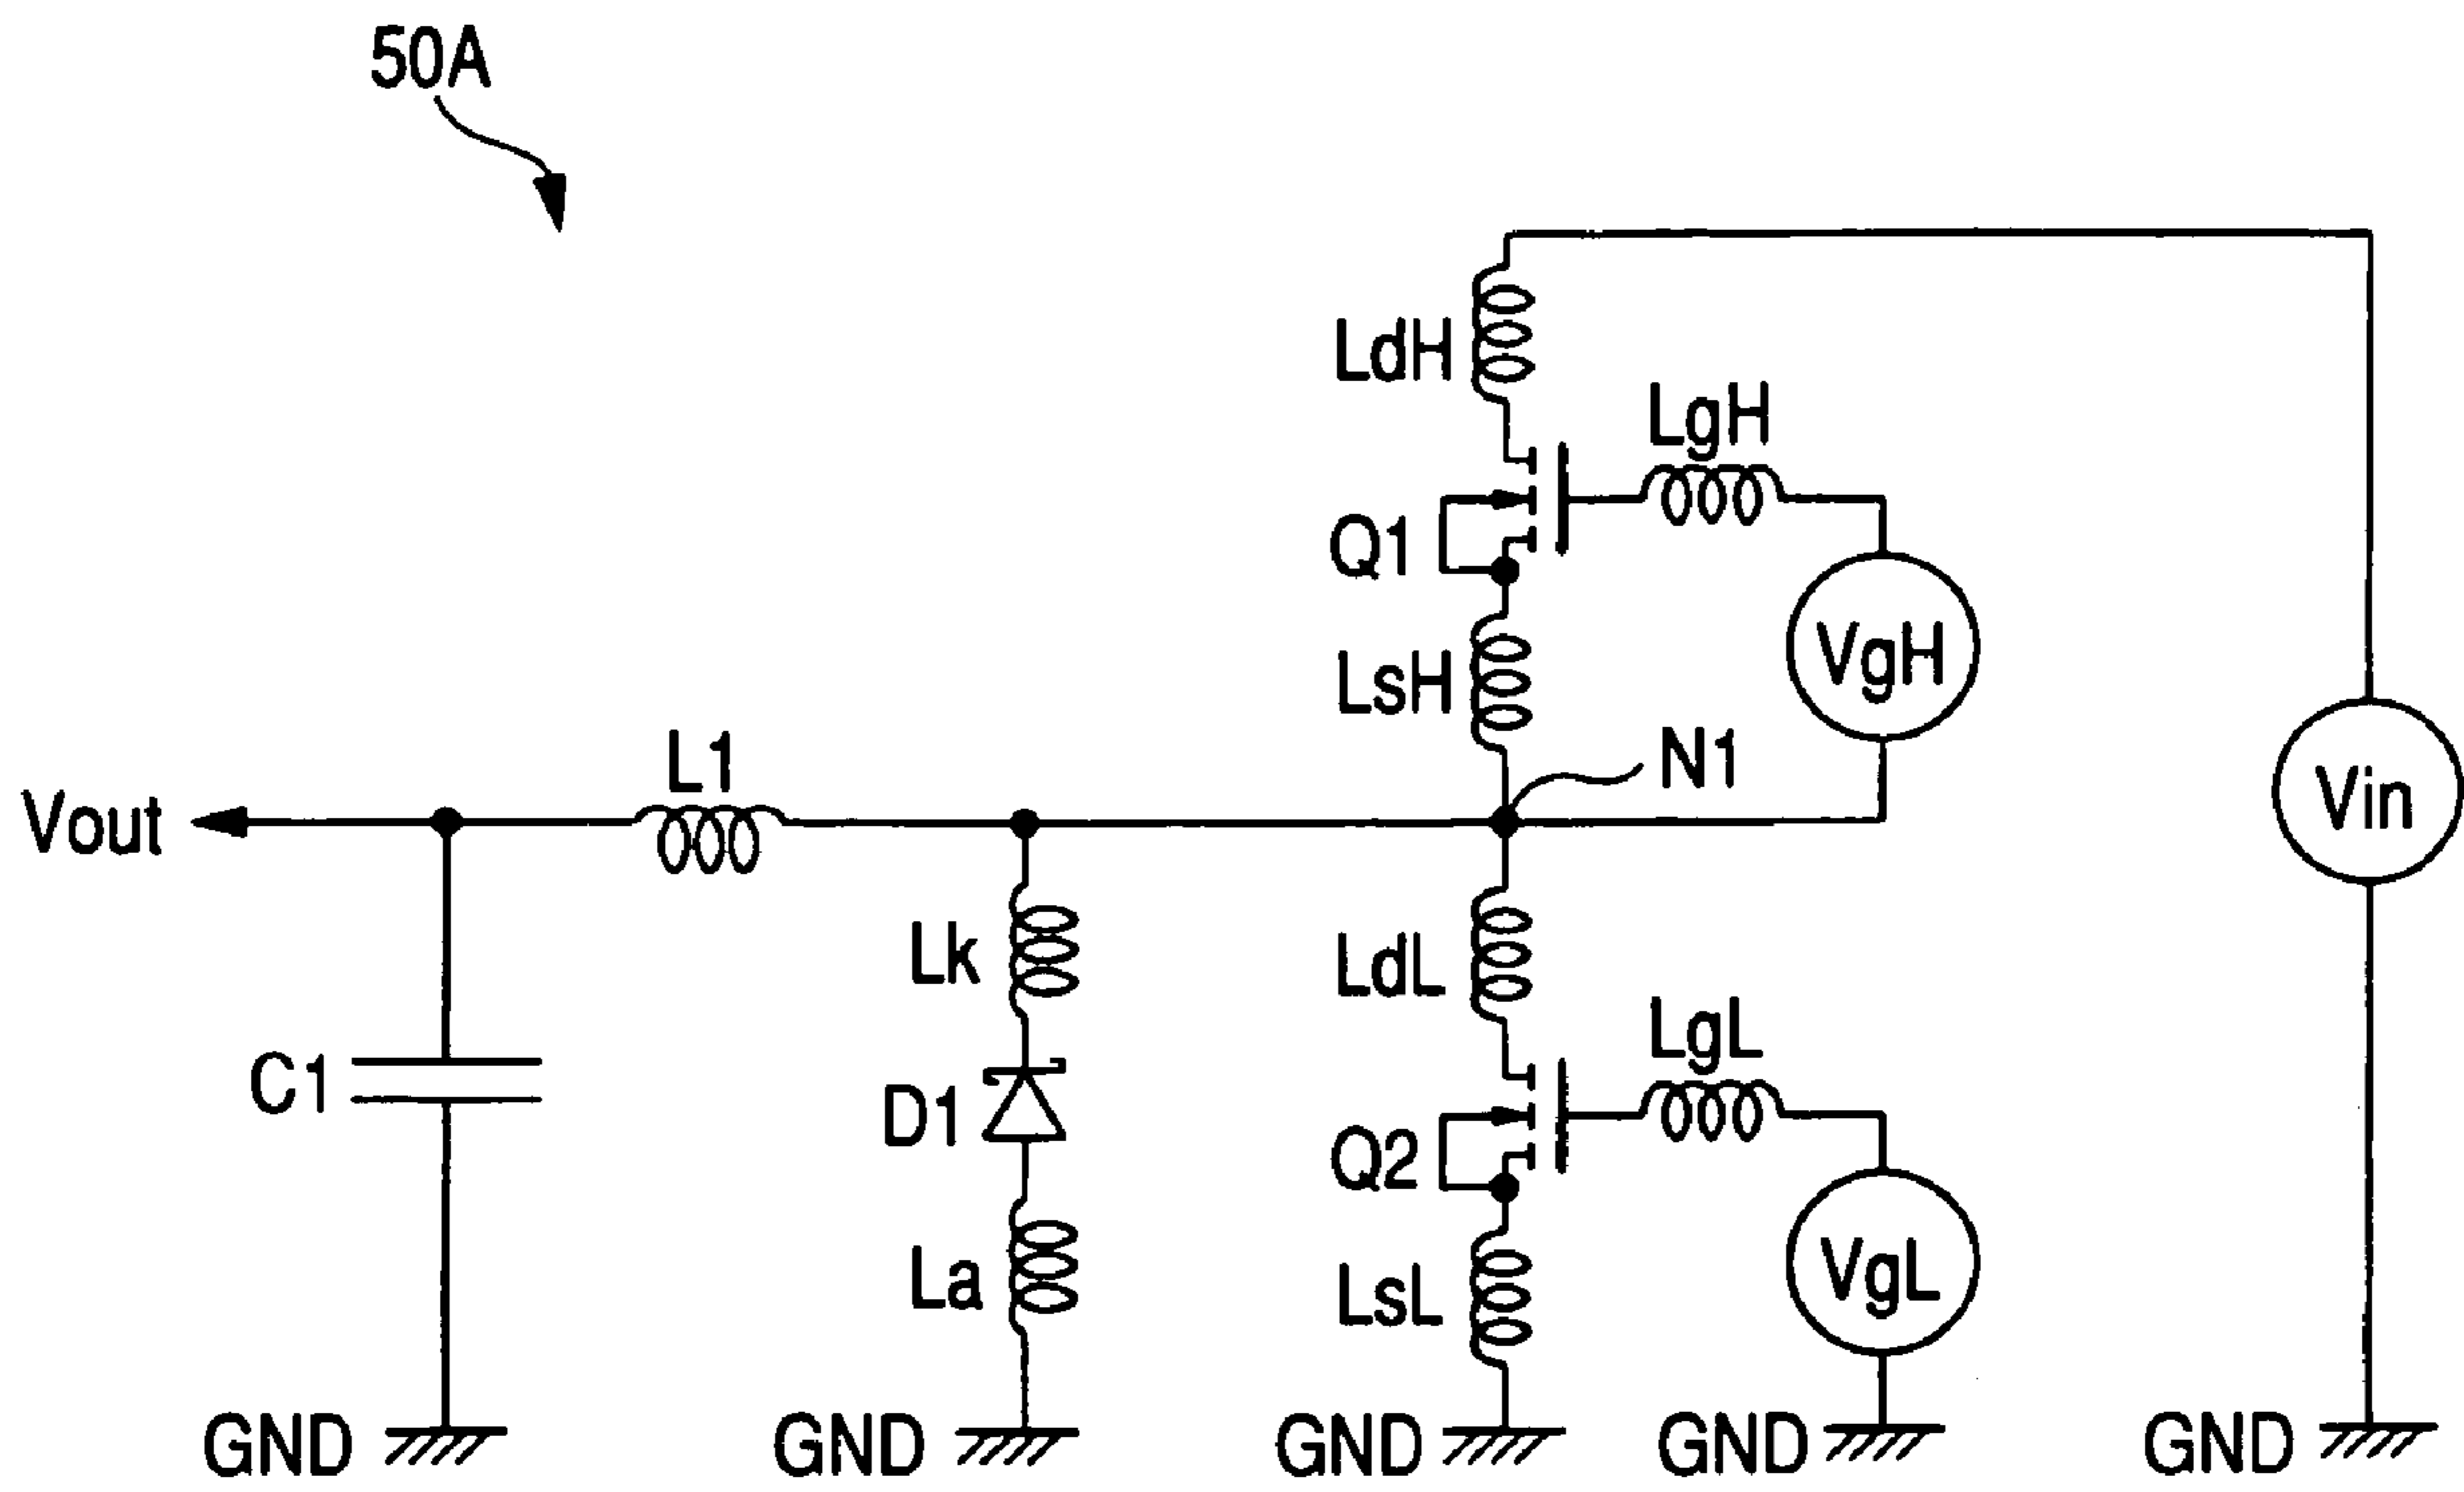 50A
LdH
LgH
Q1
VgH
LsH
N1
L1
Vin
Vout
Lk
LdL
LgL
C1
D1
Q2
VgL
La
LsL
GND
GND
GND
GND
GND